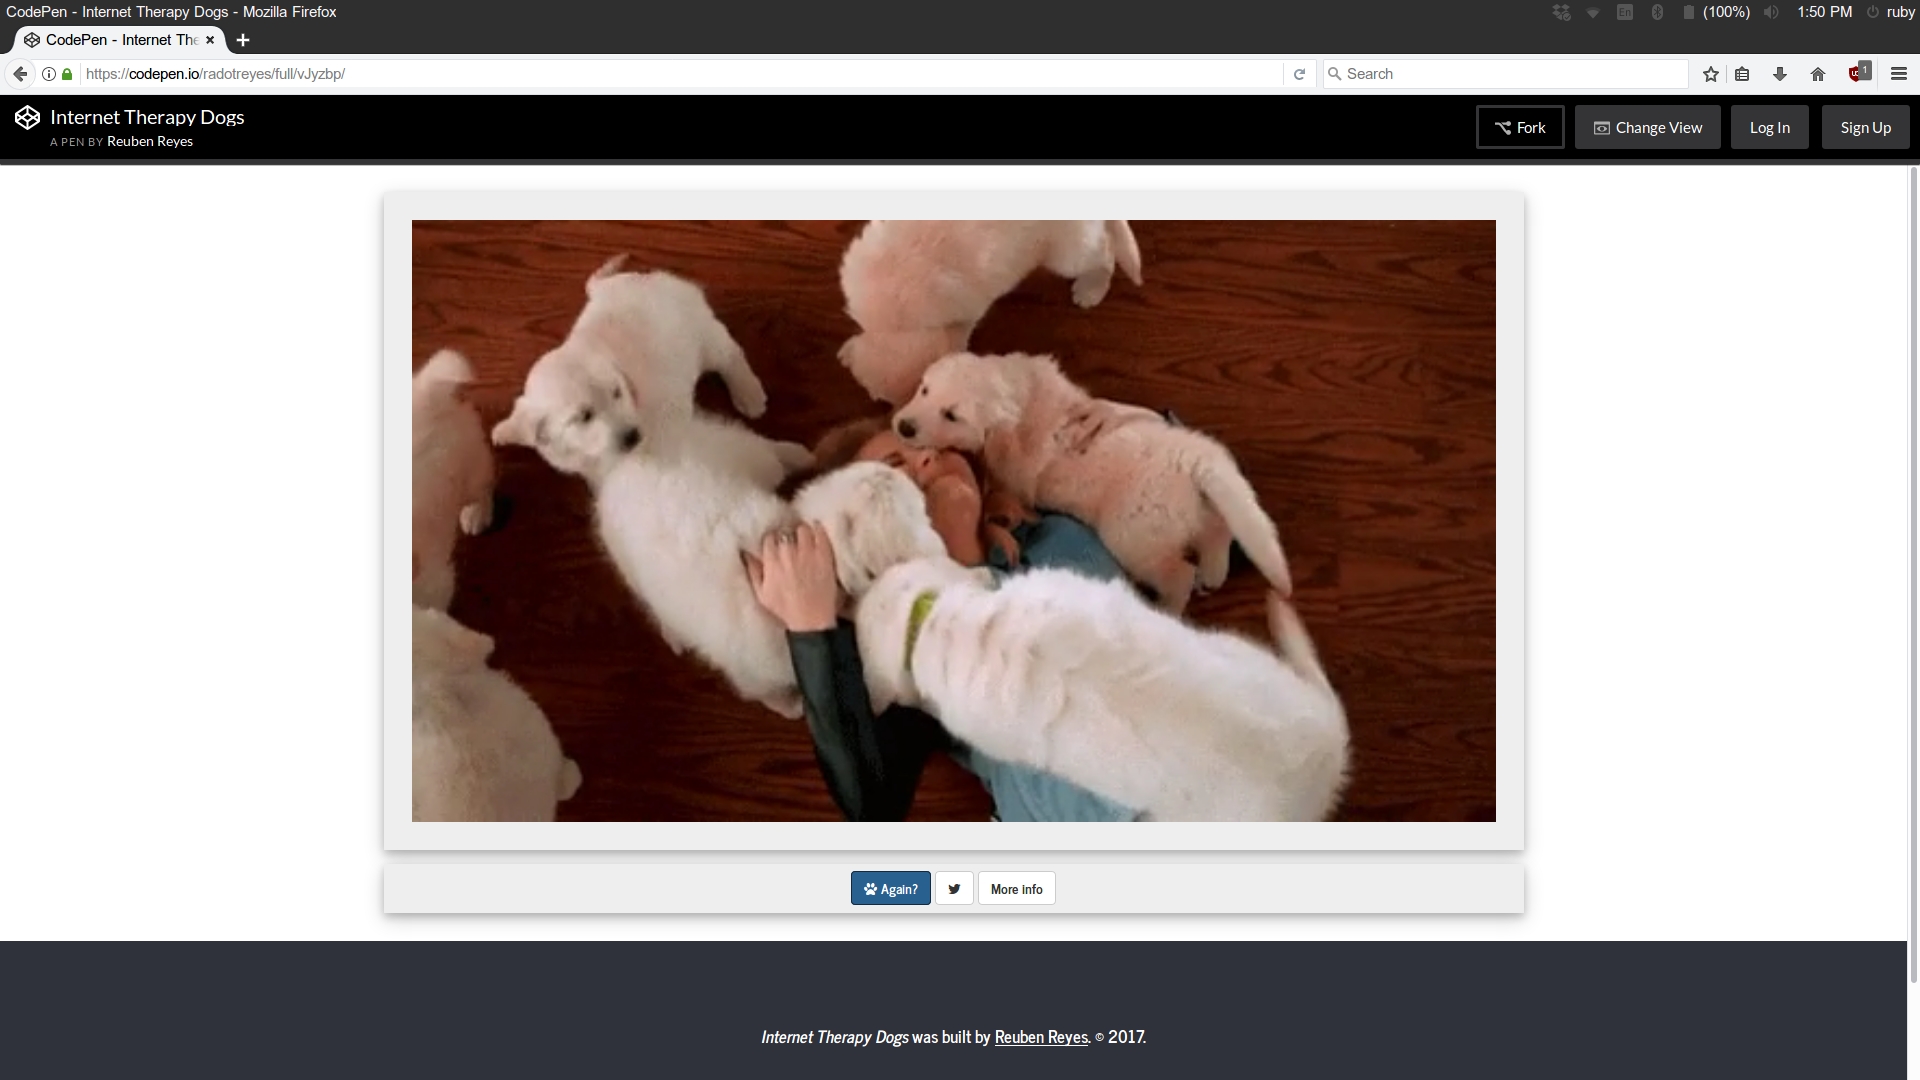 CodePen - Internet Therapy Dogs - Mozilla Firefox
En (100%) 1:50 PM ruby
CodePen - Internet The
https://codepen.io/radotreyes/full/vJyzbp/
Search
1
Internet Therapy Dogs
A PEN BY Reuben Reyes
Fork
Change View
Log In
Sign Up
Again?
More info
Internet Therapy Dogs was built by Reuben Reyes. © 2017.